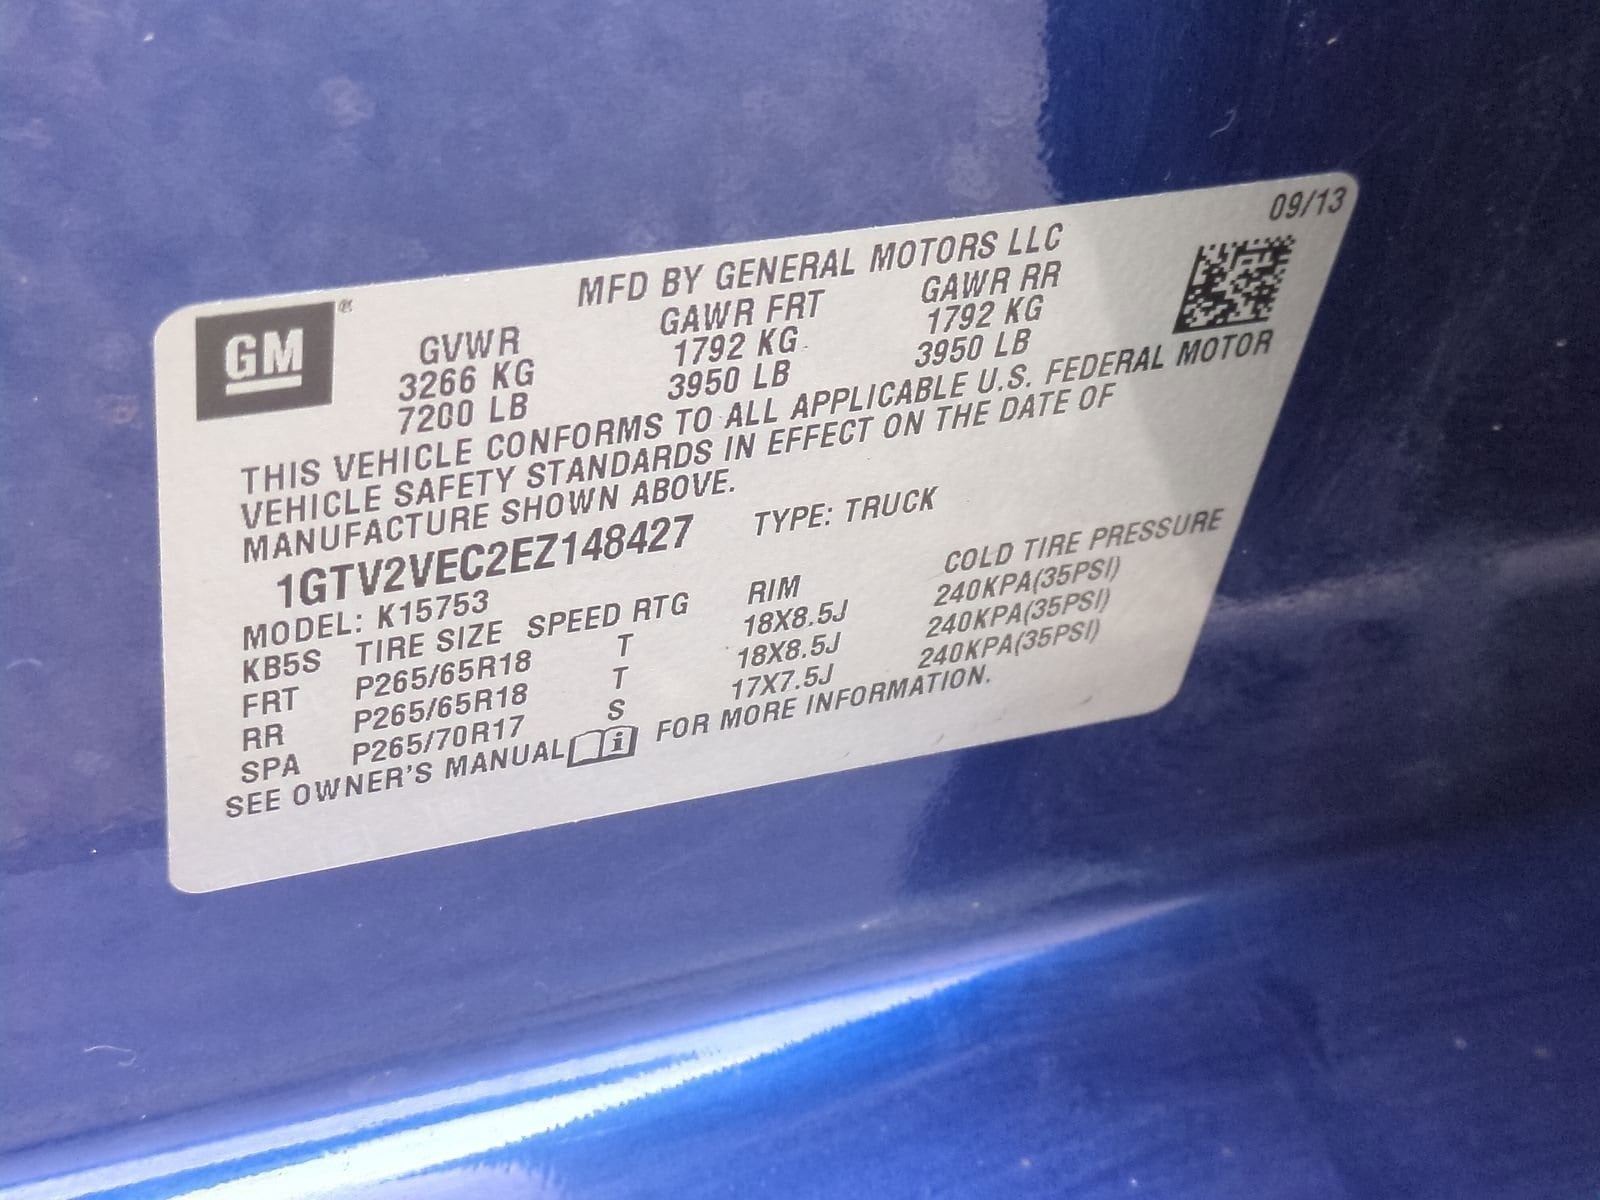 09/13
MFD BY GENERAL MOTORS LLC
GM®
GVWR GAWR FRT GAWR RR
3266 KG 1792 KG 1792 KG
7200 LB 3950 LB 3950 LB
THIS VEHICLE CONFORMS TO ALL APPLICABLE U.S. FEDERAL MOTOR
VEHICLE SAFETY STANDARDS IN EFFECT ON THE DATE OF
MANUFACTURE SHOWN ABOVE.
1GTV2VEC2EZ148427 TYPE: TRUCK
MODEL: K15753
KB5S TIRE SIZE SPEED RTG RIM COLD TIRE PRESSURE
FRT P265/65R18 T 18X8.5J 240KPA(35PSI)
RR P265/65R18 T 18X8.5J 240KPA(35PSI)
SPA P265/70R17 S 17X7.5J 240KPA(35PSI)
SEE OWNER'S MANUAL i FOR MORE INFORMATION.